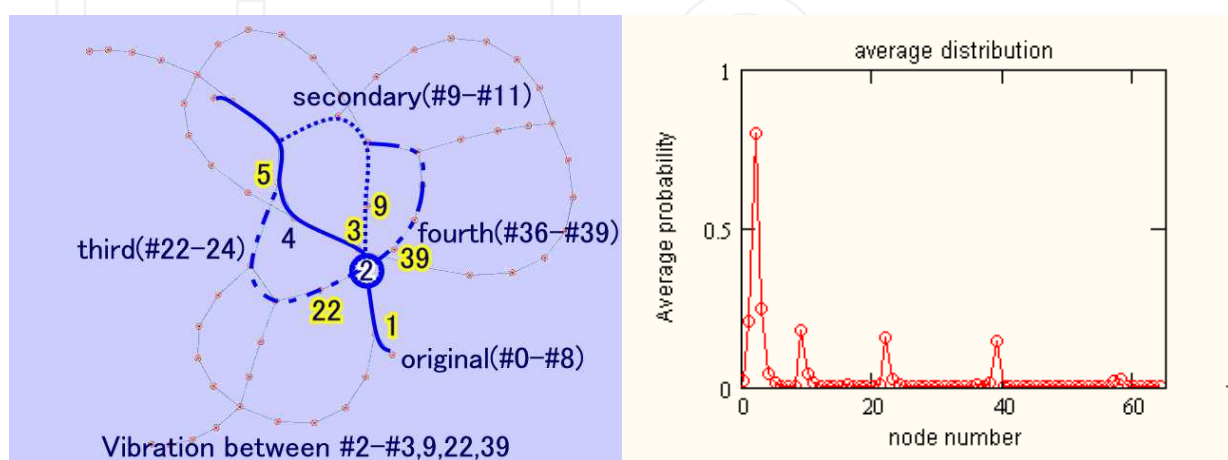 secondary(#9-#11)
5
9
3
4
fourth(#36-#39)
third(#22-24)
39
2
22
1
original(#0-#8)
Vibration between #2-#3,9,22,39
average distribution
1
0.5
0
Average probability
0
20
40
60
node number